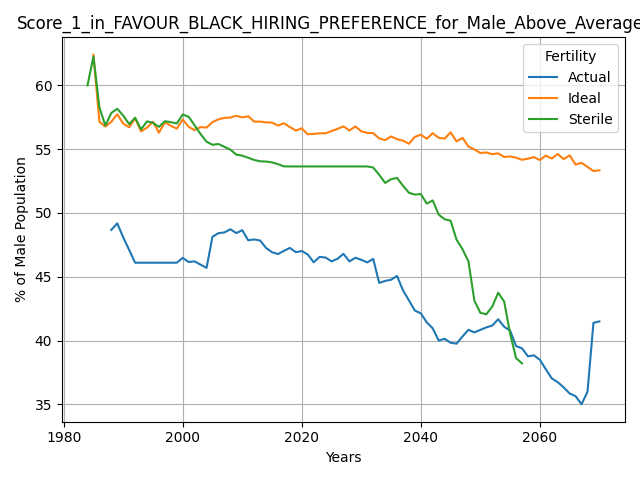 Score_1_in_FAVOUR_BLACK_HIRING_PREFERENCE_for_Male_Above_Average
Fertility
Actual
Ideal
Sterile
% of Male Population
60
55
50
45
40
35
1980
2000
2020
2040
2060
Years